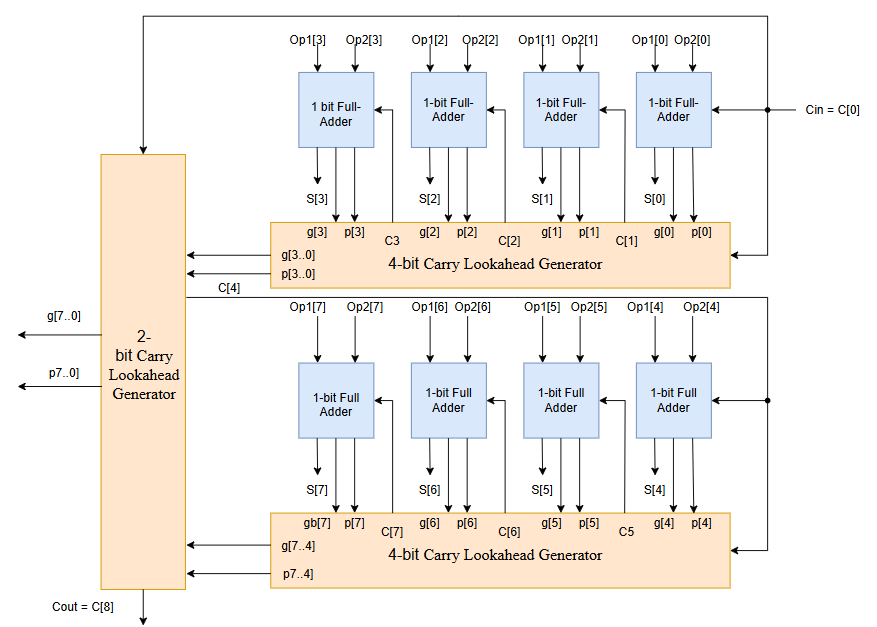 Op1[3] Op2[3] Op1[2] Op2[2] Op1[1] Op2[1] Op1[0] Op2[0]
1 bit Full-
Adder
1-bit Full-
Adder
1-bit Full-
Adder
1-bit Full-
Adder
Cin = C[0]
S[3] S[2] S[1] S[0]
g[3] p[3] C3 g[2] p[2] C[2] g[1] p[1] C[1] g[0] p[0]
g[3..0]
4-bit Carry Lookahead Generator
p[3..0]
C[4]
Op1[7] Op2[7] Op1[6] Op2[6] Op1[5] Op2[5] Op1[4] Op2[4]
g[7..0]
p7..0]
2-
bit Carry
Lookahead
Generator
1-bit Full
Adder
1-bit Full
Adder
1-bit Full
Adder
1-bit Full
Adder
S[7] S[6] S[5] S[4]
gb[7] p[7] C[7] g[6] p[6] C[6] g[5] p[5] C5 g[4] p[4]
g[7..4]
4-bit Carry Lookahead Generator
p7..4]
Cout = C[8]